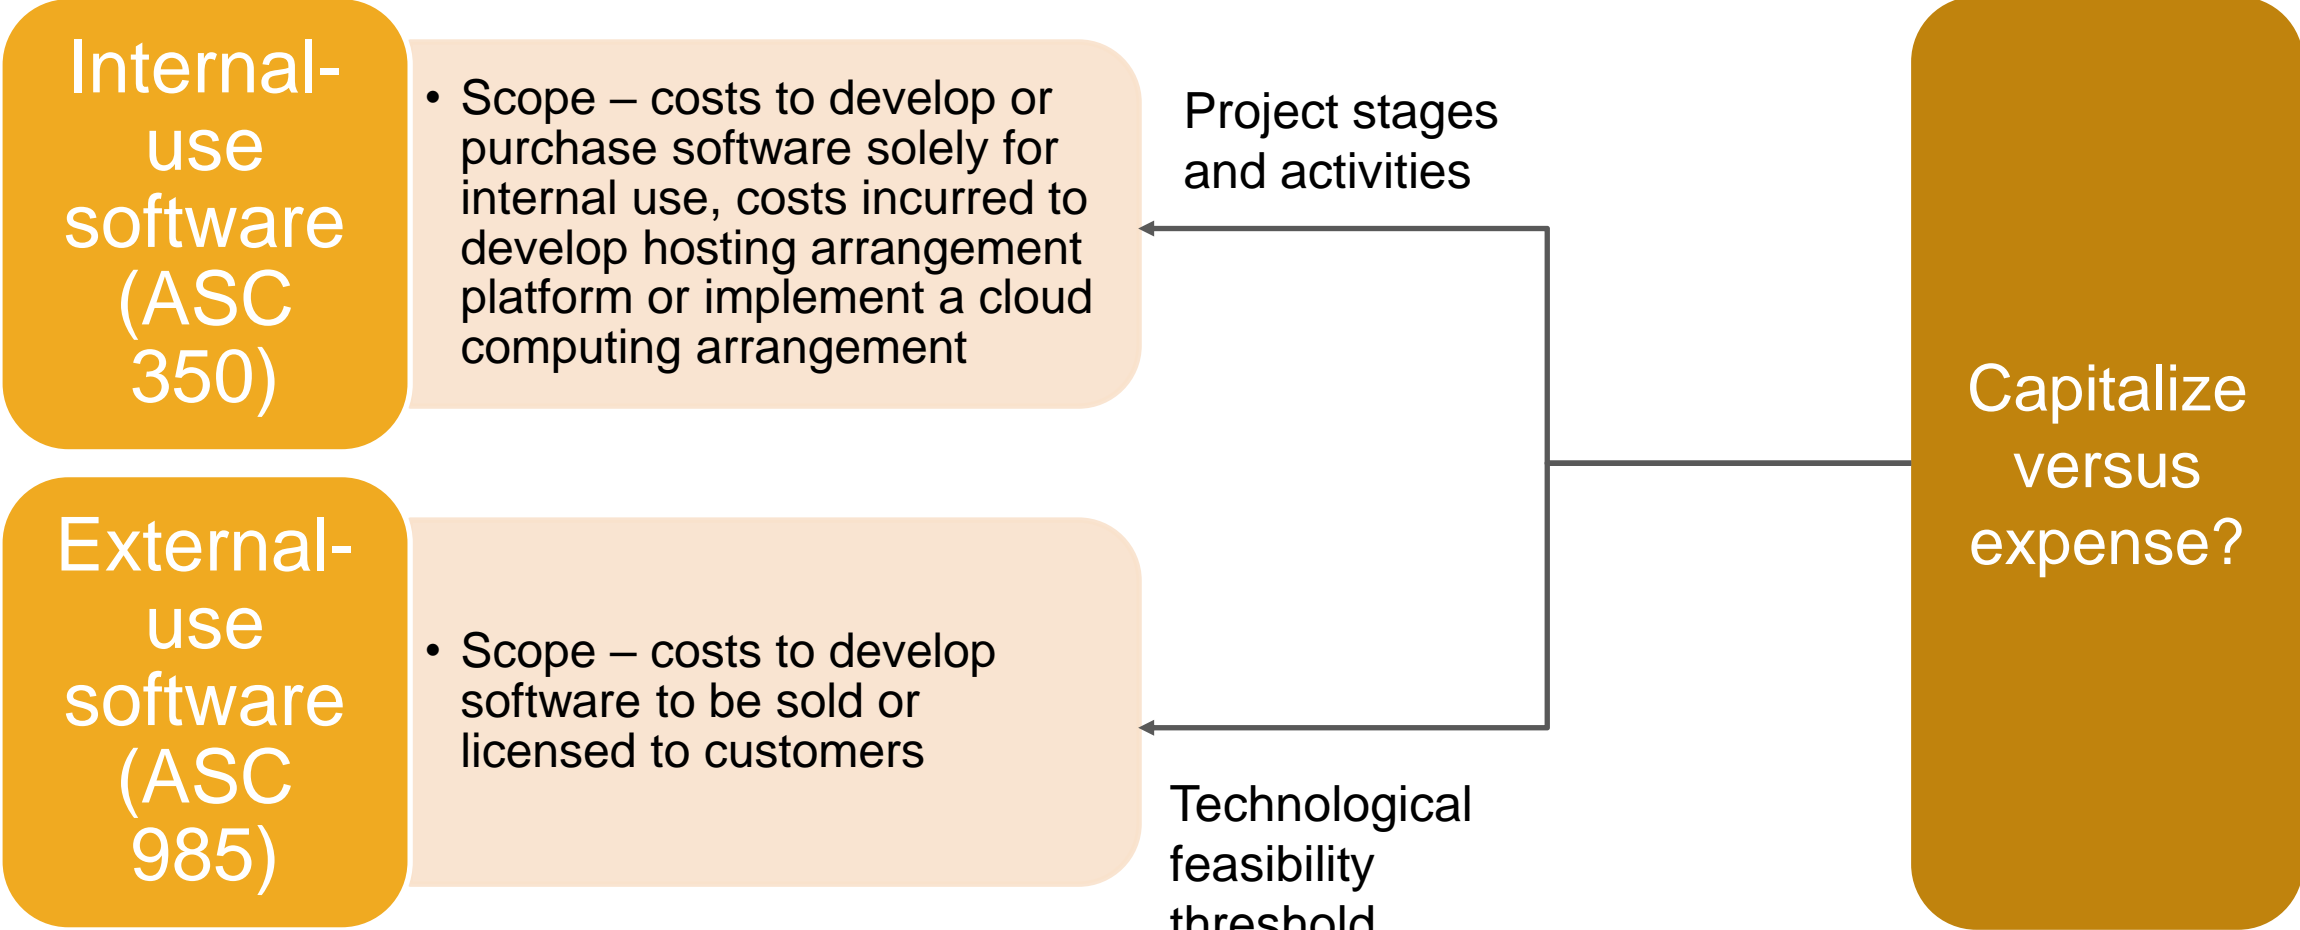 Internal-
use
software
(ASC
350)
• Scope – costs to develop or
purchase software solely for
internal use, costs incurred to
develop hosting arrangement
platform or implement a cloud
computing arrangement
Project stages
and activities
External-
use
software
(ASC
985)
• Scope – costs to develop
software to be sold or
licensed to customers
Technological
feasibility
threshold
Capitalize
versus
expense?